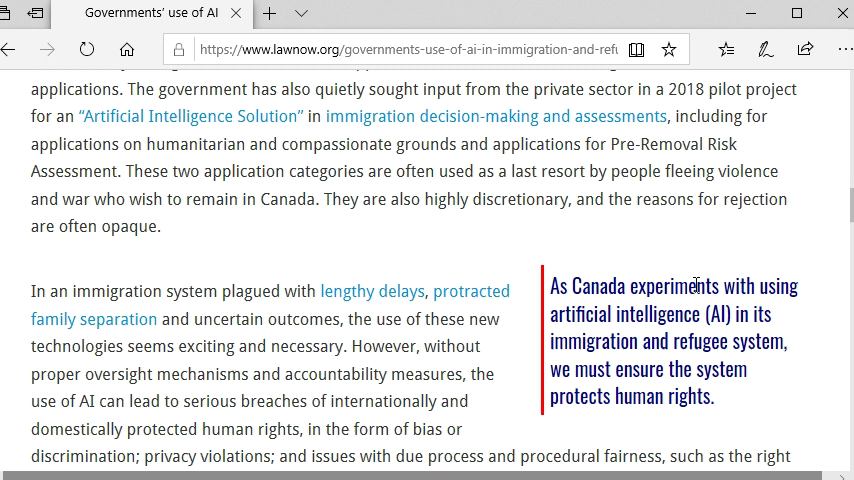 Governments' use of AI
https://www.lawnow.org/governments-use-of-ai-in-immigration-and-refu
applications. The government has also quietly sought input from the private sector in a 2018 pilot project
for an “Artificial Intelligence Solution” in immigration decision-making and assessments, including for
applications on humanitarian and compassionate grounds and applications for Pre-Removal Risk
Assessment. These two application categories are often used as a last resort by people fleeing violence
and war who wish to remain in Canada. They are also highly discretionary, and the reasons for rejection
are often opaque.
In an immigration system plagued with lengthy delays, protracted
family separation and uncertain outcomes, the use of these new
technologies seems exciting and necessary. However, without
proper oversight mechanisms and accountability measures, the
use of AI can lead to serious breaches of internationally and
domestically protected human rights, in the form of bias or
discrimination; privacy violations; and issues with due process and procedural fairness, such as the right
As Canada experiments with using
artificial intelligence (AI) in its
immigration and refugee system,
we must ensure the system
protects human rights.